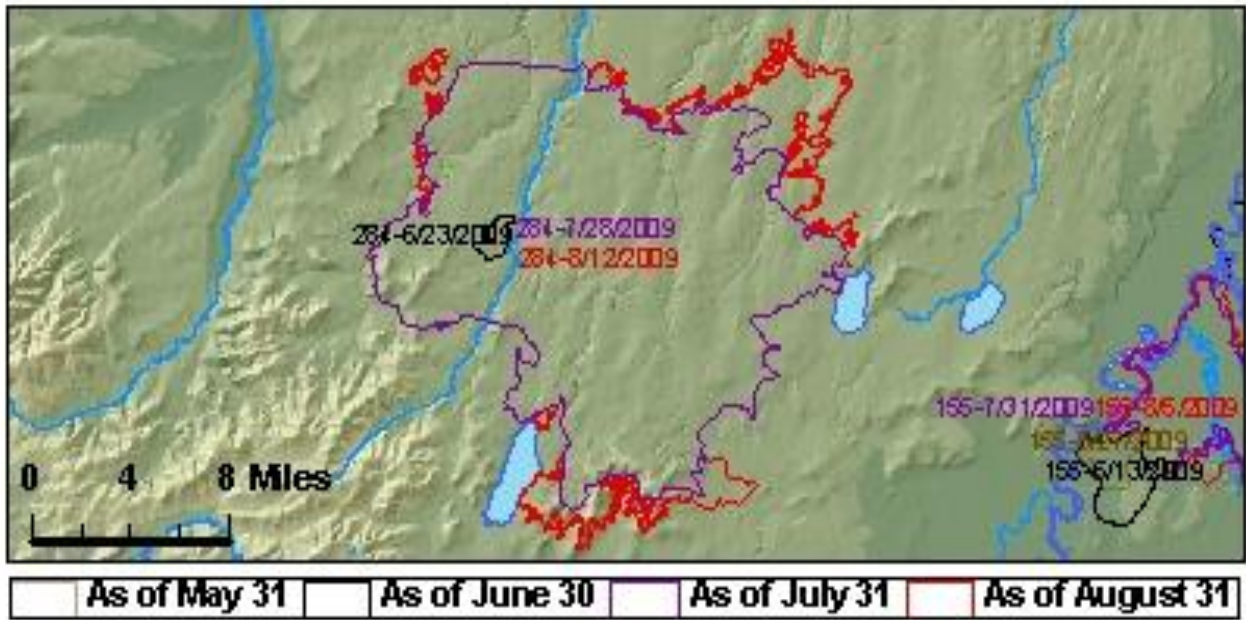 284-6/23/2009 284-7/28/2009
284-8/12/2009
155-7/31/2009
155-6/13/2009
0 4 8 Miles
As of May 31 As of June 30 As of July 31 As of August 31